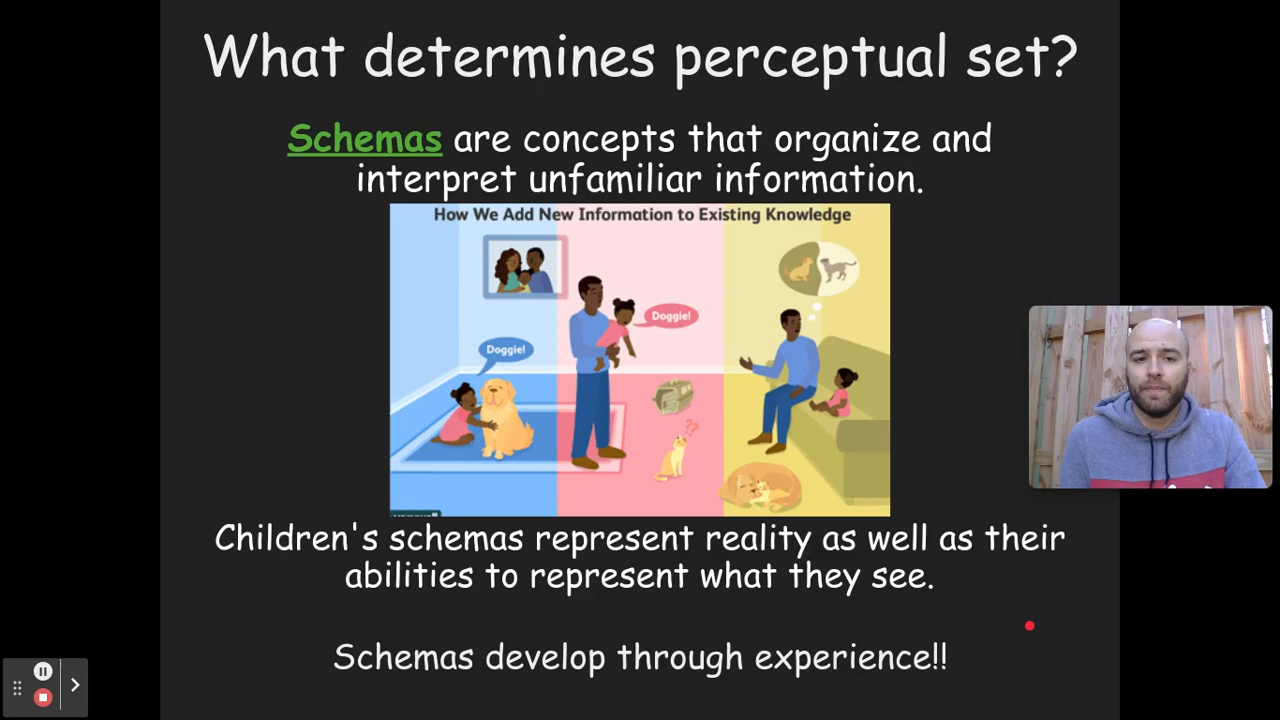 What determines perceptual set?
Schemas are concepts that organize and
interpret unfamiliar information.
How We Add New Information to Existing Knowledge
Doggie!
Doggie!
??
Children's schemas represent reality as well as their
abilities to represent what they see.
Schemas develop through experience!!